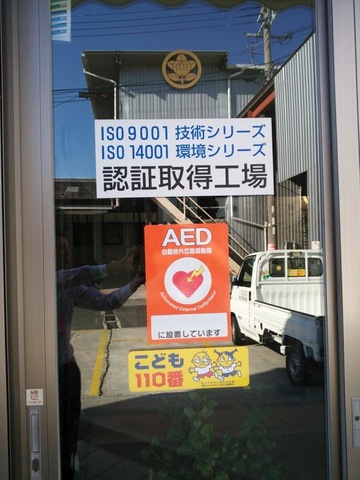 ISO 9001 技術シリーズ
ISO 14001 環境シリーズ
認証取得工場
AED
自動体外式除細動器
Automated External Defibrillator
に設置しています
こども
110番